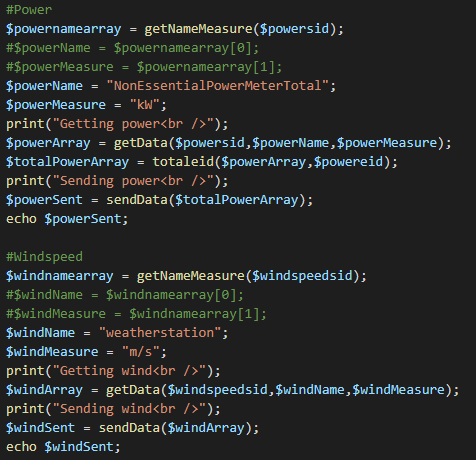 #Power
$powernamearray = getNameMeasure($powersid);
#$powerName = $powernamearray[0];
#$powerMeasure = $powernamearray[1];
$powerName = "NonEssentialPowerMeterTotal";
$powerMeasure = "kW";
print("Getting power<br />");
$powerArray = getData($powersid,$powerName,$powerMeasure);
$totalPowerArray = totaleid($powerArray,$powereid);
print("Sending power<br />");
$powerSent = sendData($totalPowerArray);
echo $powerSent;

#Windspeed
$windnamearray = getNameMeasure($windspeedsid);
#$windName = $windnamearray[0];
#$windMeasure = $windnamearray[1];
$windName = "weatherstation";
$windMeasure = "m/s";
print("Getting wind<br />");
$windArray = getData($windspeedsid,$windName,$windMeasure);
print("Sending wind<br />");
$windSent = sendData($windArray);
echo $windSent;